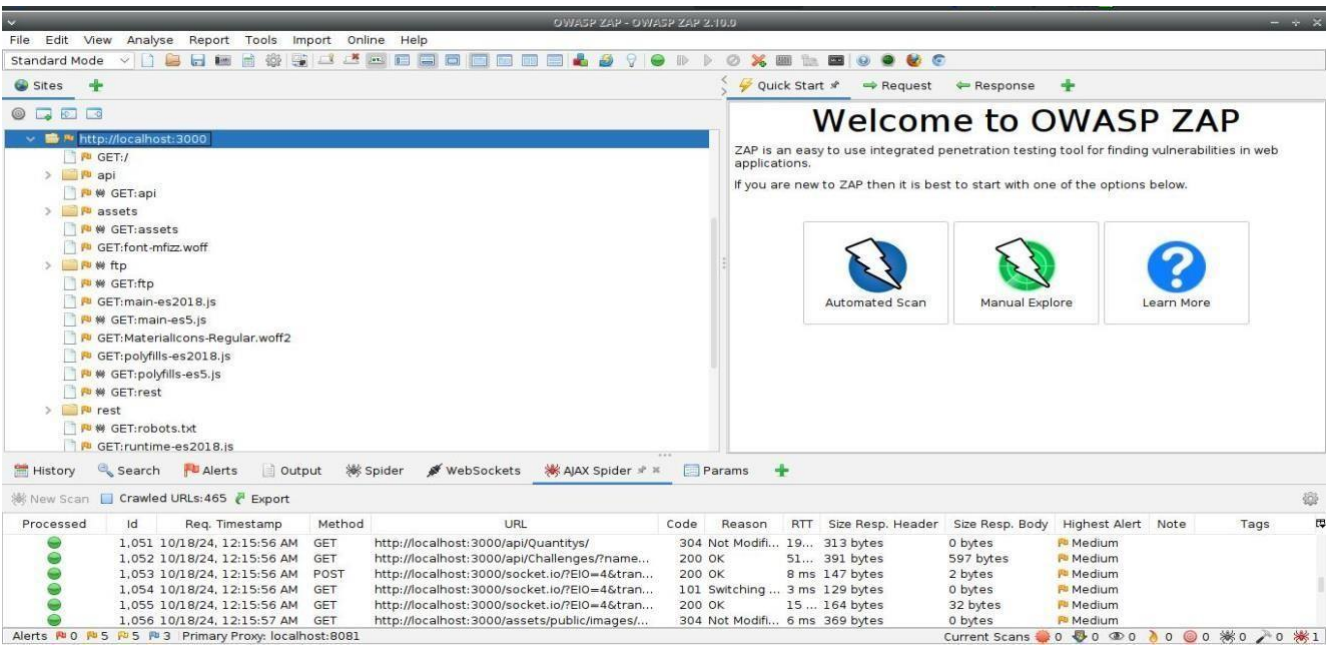 OWASP ZAP - OWASP ZAP 2.10.0
File Edit View Analyse Report Tools Import Online Help
Standard Mode
Sites
Quick Start Request Response
http://localhost:3000
GET:/
api
GET:api
assets
GET:assets
GET:font-mfizz.woff
ftp
GET:ftp
GET:main-es2018.js
GET:main-es5.js
GET:MaterialIcons-Regular.woff2
GET:polyfills-es2018.js
GET:polyfills-es5.js
GET:rest
rest
GET:robots.txt
GET:runtime-es2018.js
Welcome to OWASP ZAP
ZAP is an easy to use integrated penetration testing tool for finding vulnerabilities in web
applications.
If you are new to ZAP then it is best to start with one of the options below.
Automated Scan Manual Explore Learn More
History Search Alerts Output Spider WebSockets AJAX Spider Params
New Scan Crawled URLs:465 Export
Processed Id Req. Timestamp Method URL Code Reason RTT Size Resp. Header Size Resp. Body Highest Alert Note Tags
1,051 10/18/24, 12:15:56 AM GET http://localhost:3000/api/Quantitys/ 304 Not Modifi... 19... 313 bytes 0 bytes Medium
1,052 10/18/24, 12:15:56 AM GET http://localhost:3000/api/Challenges/?name... 200 OK 51... 391 bytes 597 bytes Medium
1,053 10/18/24, 12:15:56 AM POST http://localhost:3000/socket.io/?EIO=4&tran... 200 OK 8 ms 147 bytes 2 bytes Medium
1,054 10/18/24, 12:15:56 AM GET http://localhost:3000/socket.io/?EIO=4&tran... 101 Switching ... 3 ms 129 bytes 0 bytes Medium
1,055 10/18/24, 12:15:56 AM GET http://localhost:3000/socket.io/?EIO=4&tran... 200 OK 15 ... 164 bytes 32 bytes Medium
1,056 10/18/24, 12:15:57 AM GET http://localhost:3000/assets/public/images/... 304 Not Modifi... 6 ms 369 bytes 0 bytes Medium
Alerts 0 5 5 3 Primary Proxy: localhost:8081 Current Scans 0 0 0 0 0 0 0 1